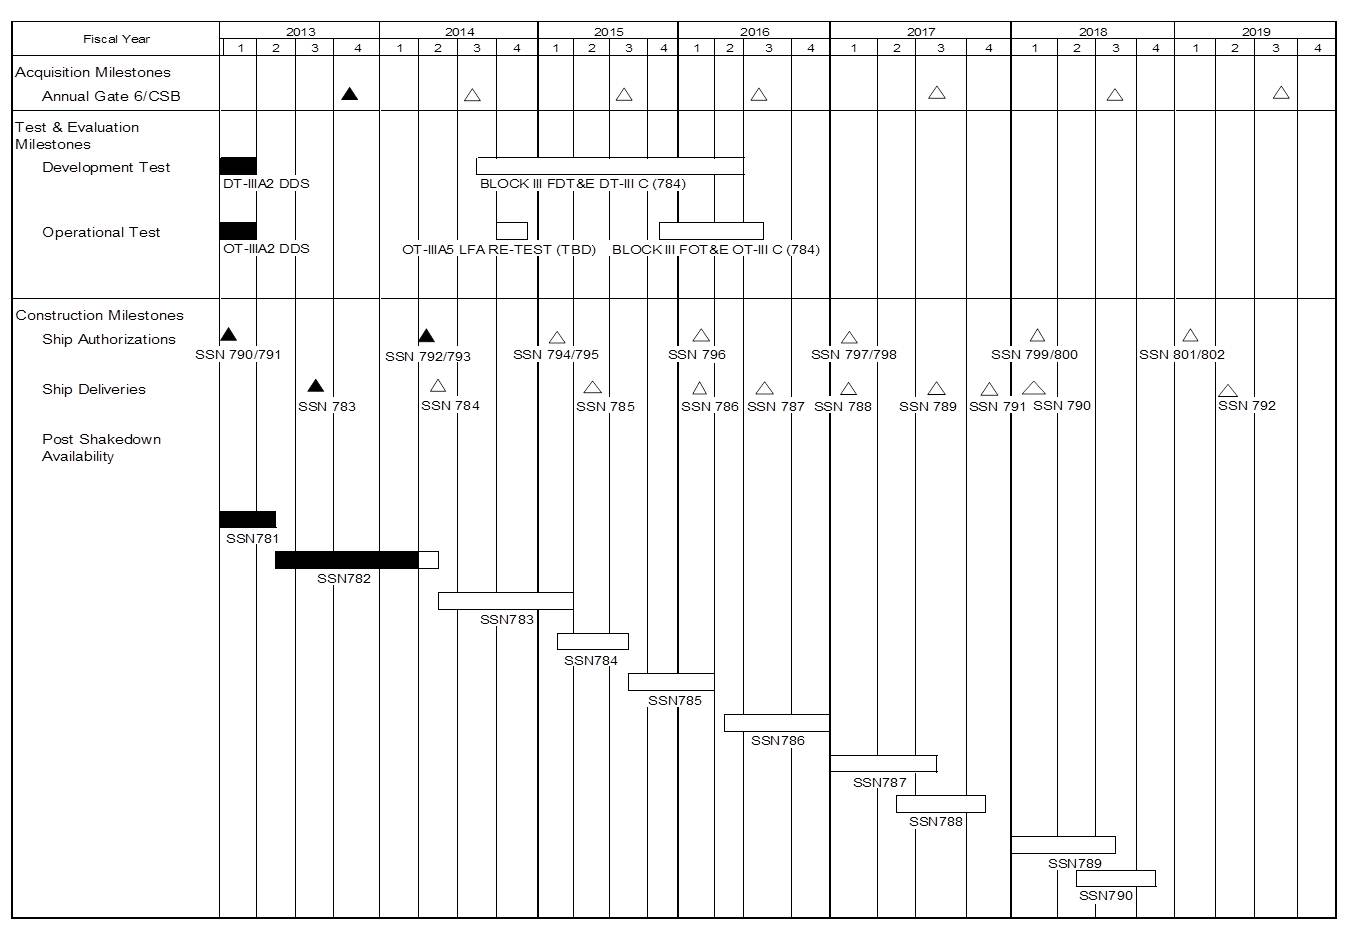 Fiscal Year 2013 2014 2015 2016 2017 2018 2019
1 2 3 4 1 2 3 4 1 2 3 4 1 2 3 4 1 2 3 4 1 2 3 4 1 2 3 4
Acquisition Milestones
Annual Gate 6/CSB
Test & Evaluation
Milestones
Development Test
DT-IIIA2 DDS BLOCK III FDT&E DT-III C (784)
Operational Test
OT-IIIA2 DDS OT-IIIA5 LFA RE-TEST (TBD) BLOCK III FOT&E OT-III C (784)
Construction Milestones
Ship Authorizations
SSN 790/791 SSN 792/793 SSN 794/795 SSN 796 SSN 797/798 SSN 799/800 SSN 801/802
Ship Deliveries
SSN 783 SSN 784 SSN 785 SSN 786 SSN 787 SSN 788 SSN 789 SSN 791 SSN 790 SSN 792
Post Shakedown
Availability
SSN781
SSN782
SSN783
SSN784
SSN785
SSN786
SSN787
SSN788
SSN789
SSN790